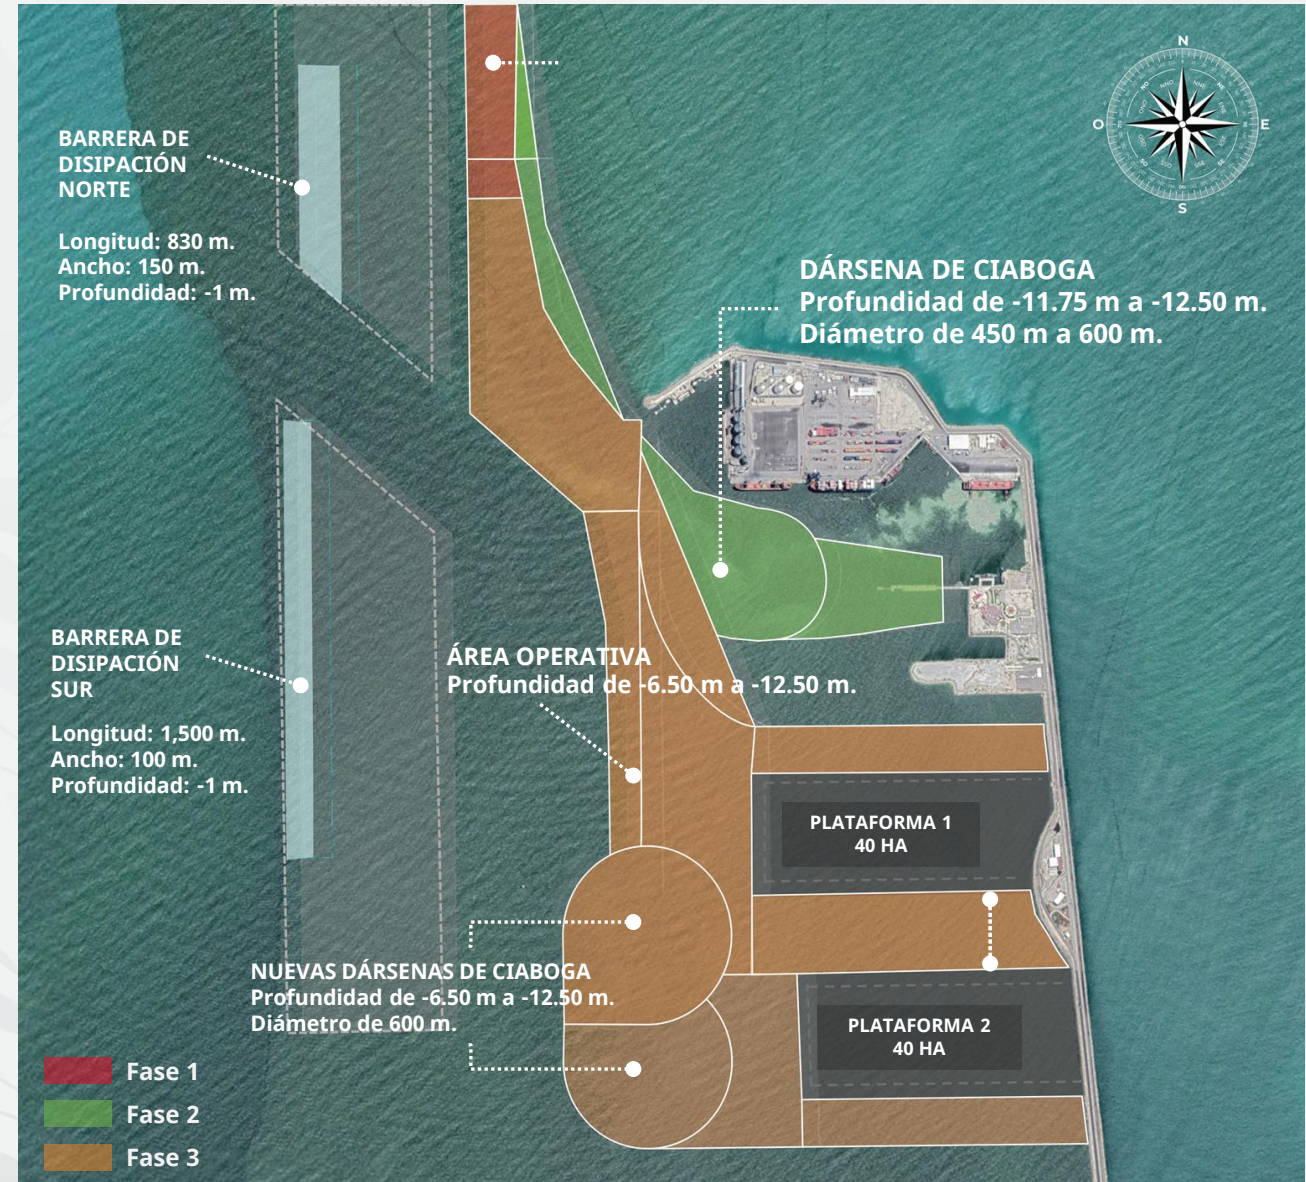 N
O
E
S
BARRERA DE
DISIPACIÓN
NORTE
Longitud: 830 m.
Ancho: 150 m.
Profundidad: -1 m.
DÁRSENA DE CIABOGA
Profundidad de -11.75 m a -12.50 m.
Diámetro de 450 m a 600 m.
BARRERA DE
DISIPACIÓN
SUR
Longitud: 1,500 m.
Ancho: 100 m.
Profundidad: -1 m.
ÁREA OPERATIVA
Profundidad de -6.50 m a -12.50 m.
PLATAFORMA 1
40 HA
NUEVAS DÁRSENAS DE CIABOGA
Profundidad de -6.50 m a -12.50 m.
Diámetro de 600 m.
PLATAFORMA 2
40 HA
Fase 1
Fase 2
Fase 3